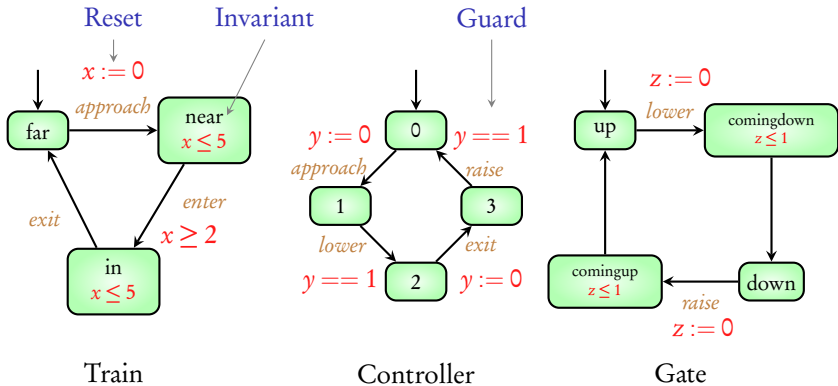 Reset
Invariant
Guard
x := 0
approach
far
near
x ≤ 5
enter
x ≥ 2
exit
in
x ≤ 5
Train
0
y := 0
y == 1
approach
raise
1
3
lower
exit
y == 1
2
y := 0
Controller
z := 0
lower
up
comingdown
z ≤ 1
comingup
z ≤ 1
down
raise
z := 0
Gate